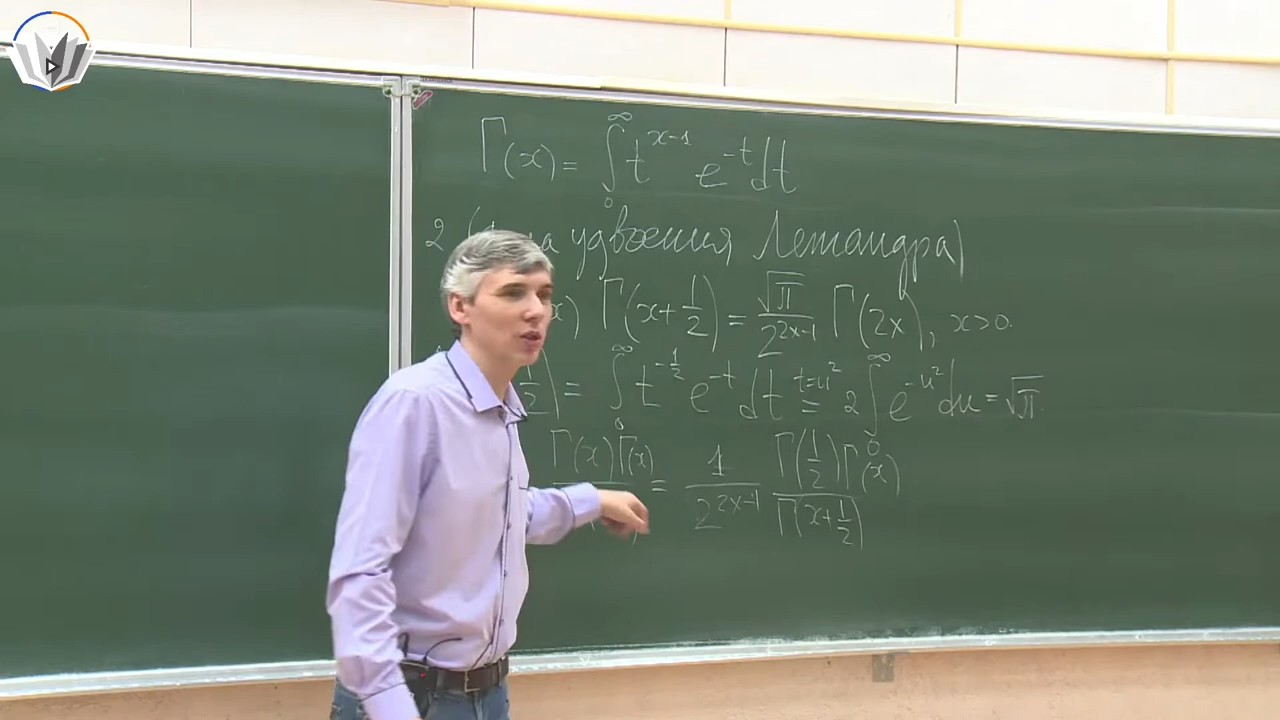 Γ(x) = ∫₀^∞ t^{x-1} e^{-t} dt
2 ( удвоения Лежандра)
x) Γ(x+1/2) = √π/2^{2x-1} Γ(2x), x>0.
1/2) = ∫₀^∞ t^{-1/2} e^{-t} dt t=u² = 2 ∫₀^∞ e^{-u²} du = √π.
Γ(x)Γ(x) = 1/2^{2x-1} Γ(1/2)Γ(x)/Γ(x+1/2)